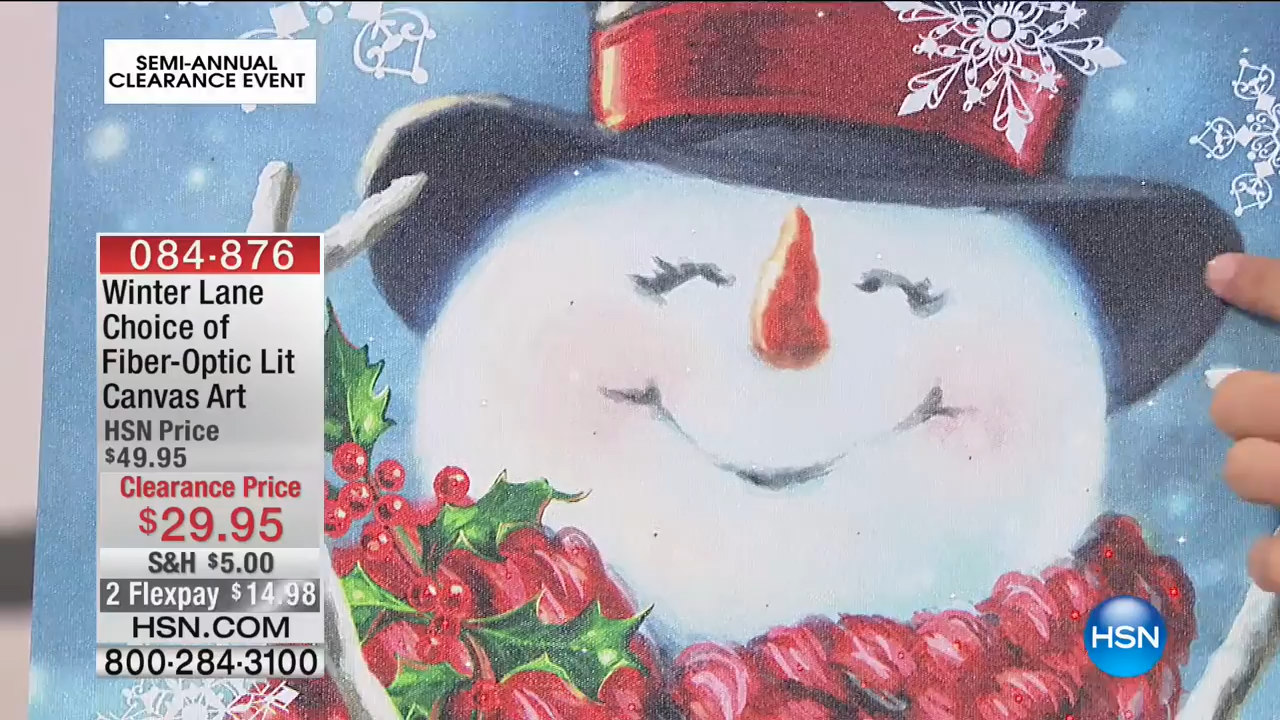 SEMI-ANNUAL
CLEARANCE EVENT
084-876
Winter Lane
Choice of
Fiber-Optic Lit
Canvas Art
HSN Price
$49.95
Clearance Price
$29.95
S&H $5.00
2 Flexpay $14.98
HSN.COM
800-284-3100
HSN